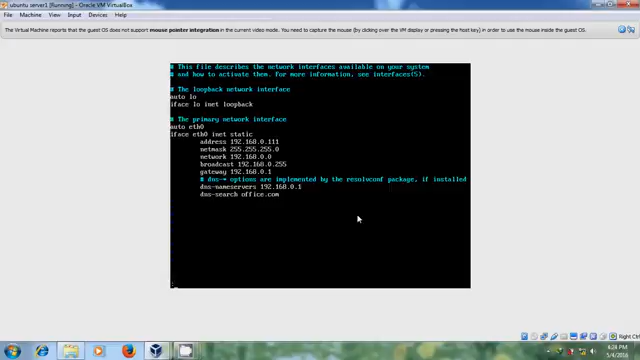 ubuntu server1 [Running] - Oracle VM VirtualBox
File Machine View Input Devices Help
The Virtual Machine reports that the guest OS does not support mouse pointer integration in the current video mode. You need to capture the mouse (by clicking over the VM display or pressing the host key) in order to use the mouse inside the guest OS.
# This file describes the network interfaces available on your system
# and how to activate them. For more information, see interfaces(5).
# The loopback network interface
auto lo
iface lo inet loopback
# The primary network interface
auto eth0
iface eth0 inet static
address 192.168.0.111
netmask 255.255.255.0
network 192.168.0.0
broadcast 192.168.0.255
gateway 192.168.0.1
# dns-* options are implemented by the resolvconf package, if installed
dns-nameservers 192.168.0.1
dns-search office.com
:
Right Ctrl
4:24 PM
5/4/2016